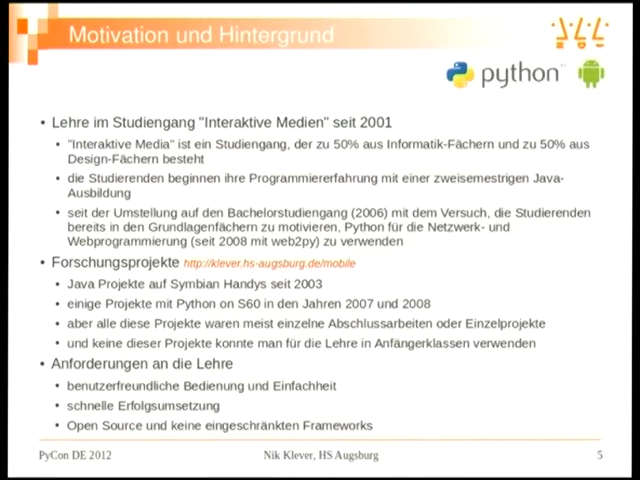 Motivation und Hintergrund
python
• Lehre im Studiengang "Interaktive Medien" seit 2001
• "Interaktive Media" ist ein Studiengang, der zu 50% aus Informatik-Fächern und zu 50% aus
Design-Fächern besteht
• die Studierenden beginnen ihre Programmiererfahrung mit einer zweisemestrigen Java-
Ausbildung
• seit der Umstellung auf den Bachelorstudiengang (2006) mit dem Versuch, die Studierenden
bereits in den Grundlagenfächern zu motivieren, Python für die Netzwerk- und
Webprogrammierung (seit 2008 mit web2py) zu verwenden
• Forschungsprojekte http://klever.hs-augsburg.de/mobile
• Java Projekte auf Symbian Handys seit 2003
• einige Projekte mit Python on S60 in den Jahren 2007 und 2008
• aber alle diese Projekte waren meist einzelne Abschlussarbeiten oder Einzelprojekte
• und keine dieser Projekte konnte man für die Lehre in Anfängerklassen verwenden
• Anforderungen an die Lehre
• benutzerfreundliche Bedienung und Einfachheit
• schnelle Erfolgsumsetzung
• Open Source und keine eingeschränkten Frameworks
PyCon DE 2012 Nik Klever, HS Augsburg 5